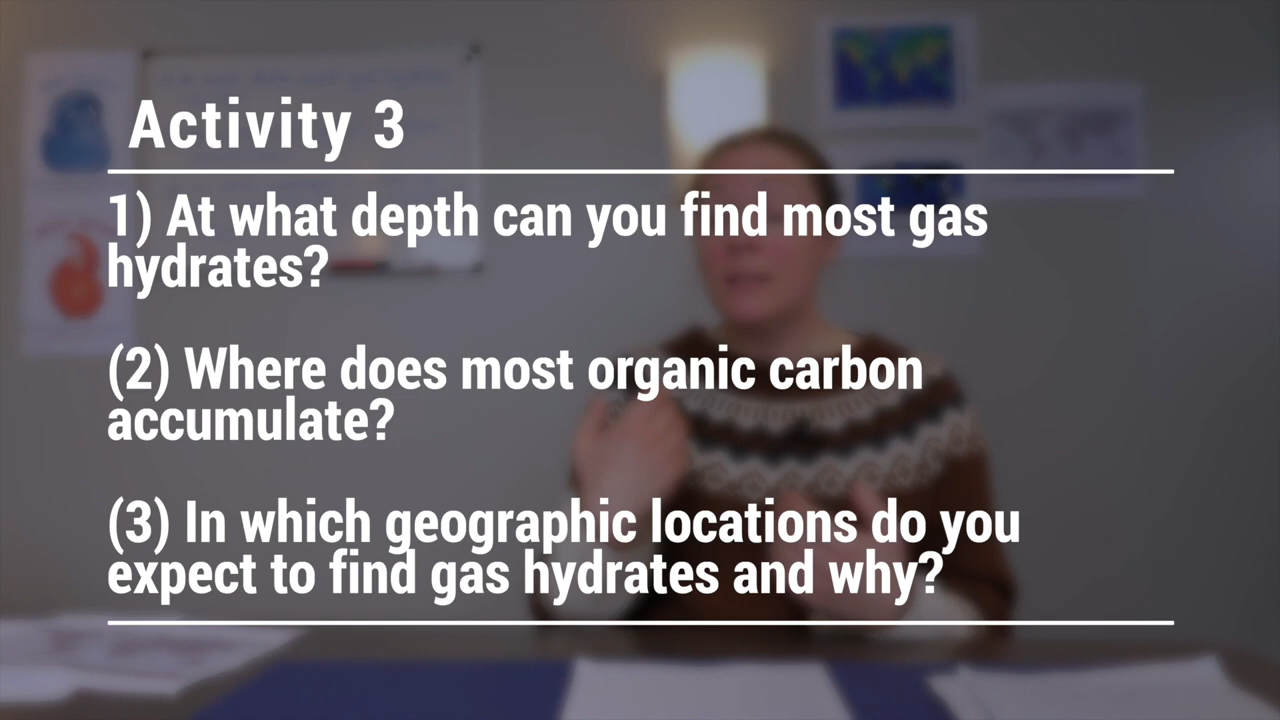 Activity 3
1) At what depth can you find most gas
hydrates?
(2) Where does most organic carbon
accumulate?
(3) In which geographic locations do you
expect to find gas hydrates and why?